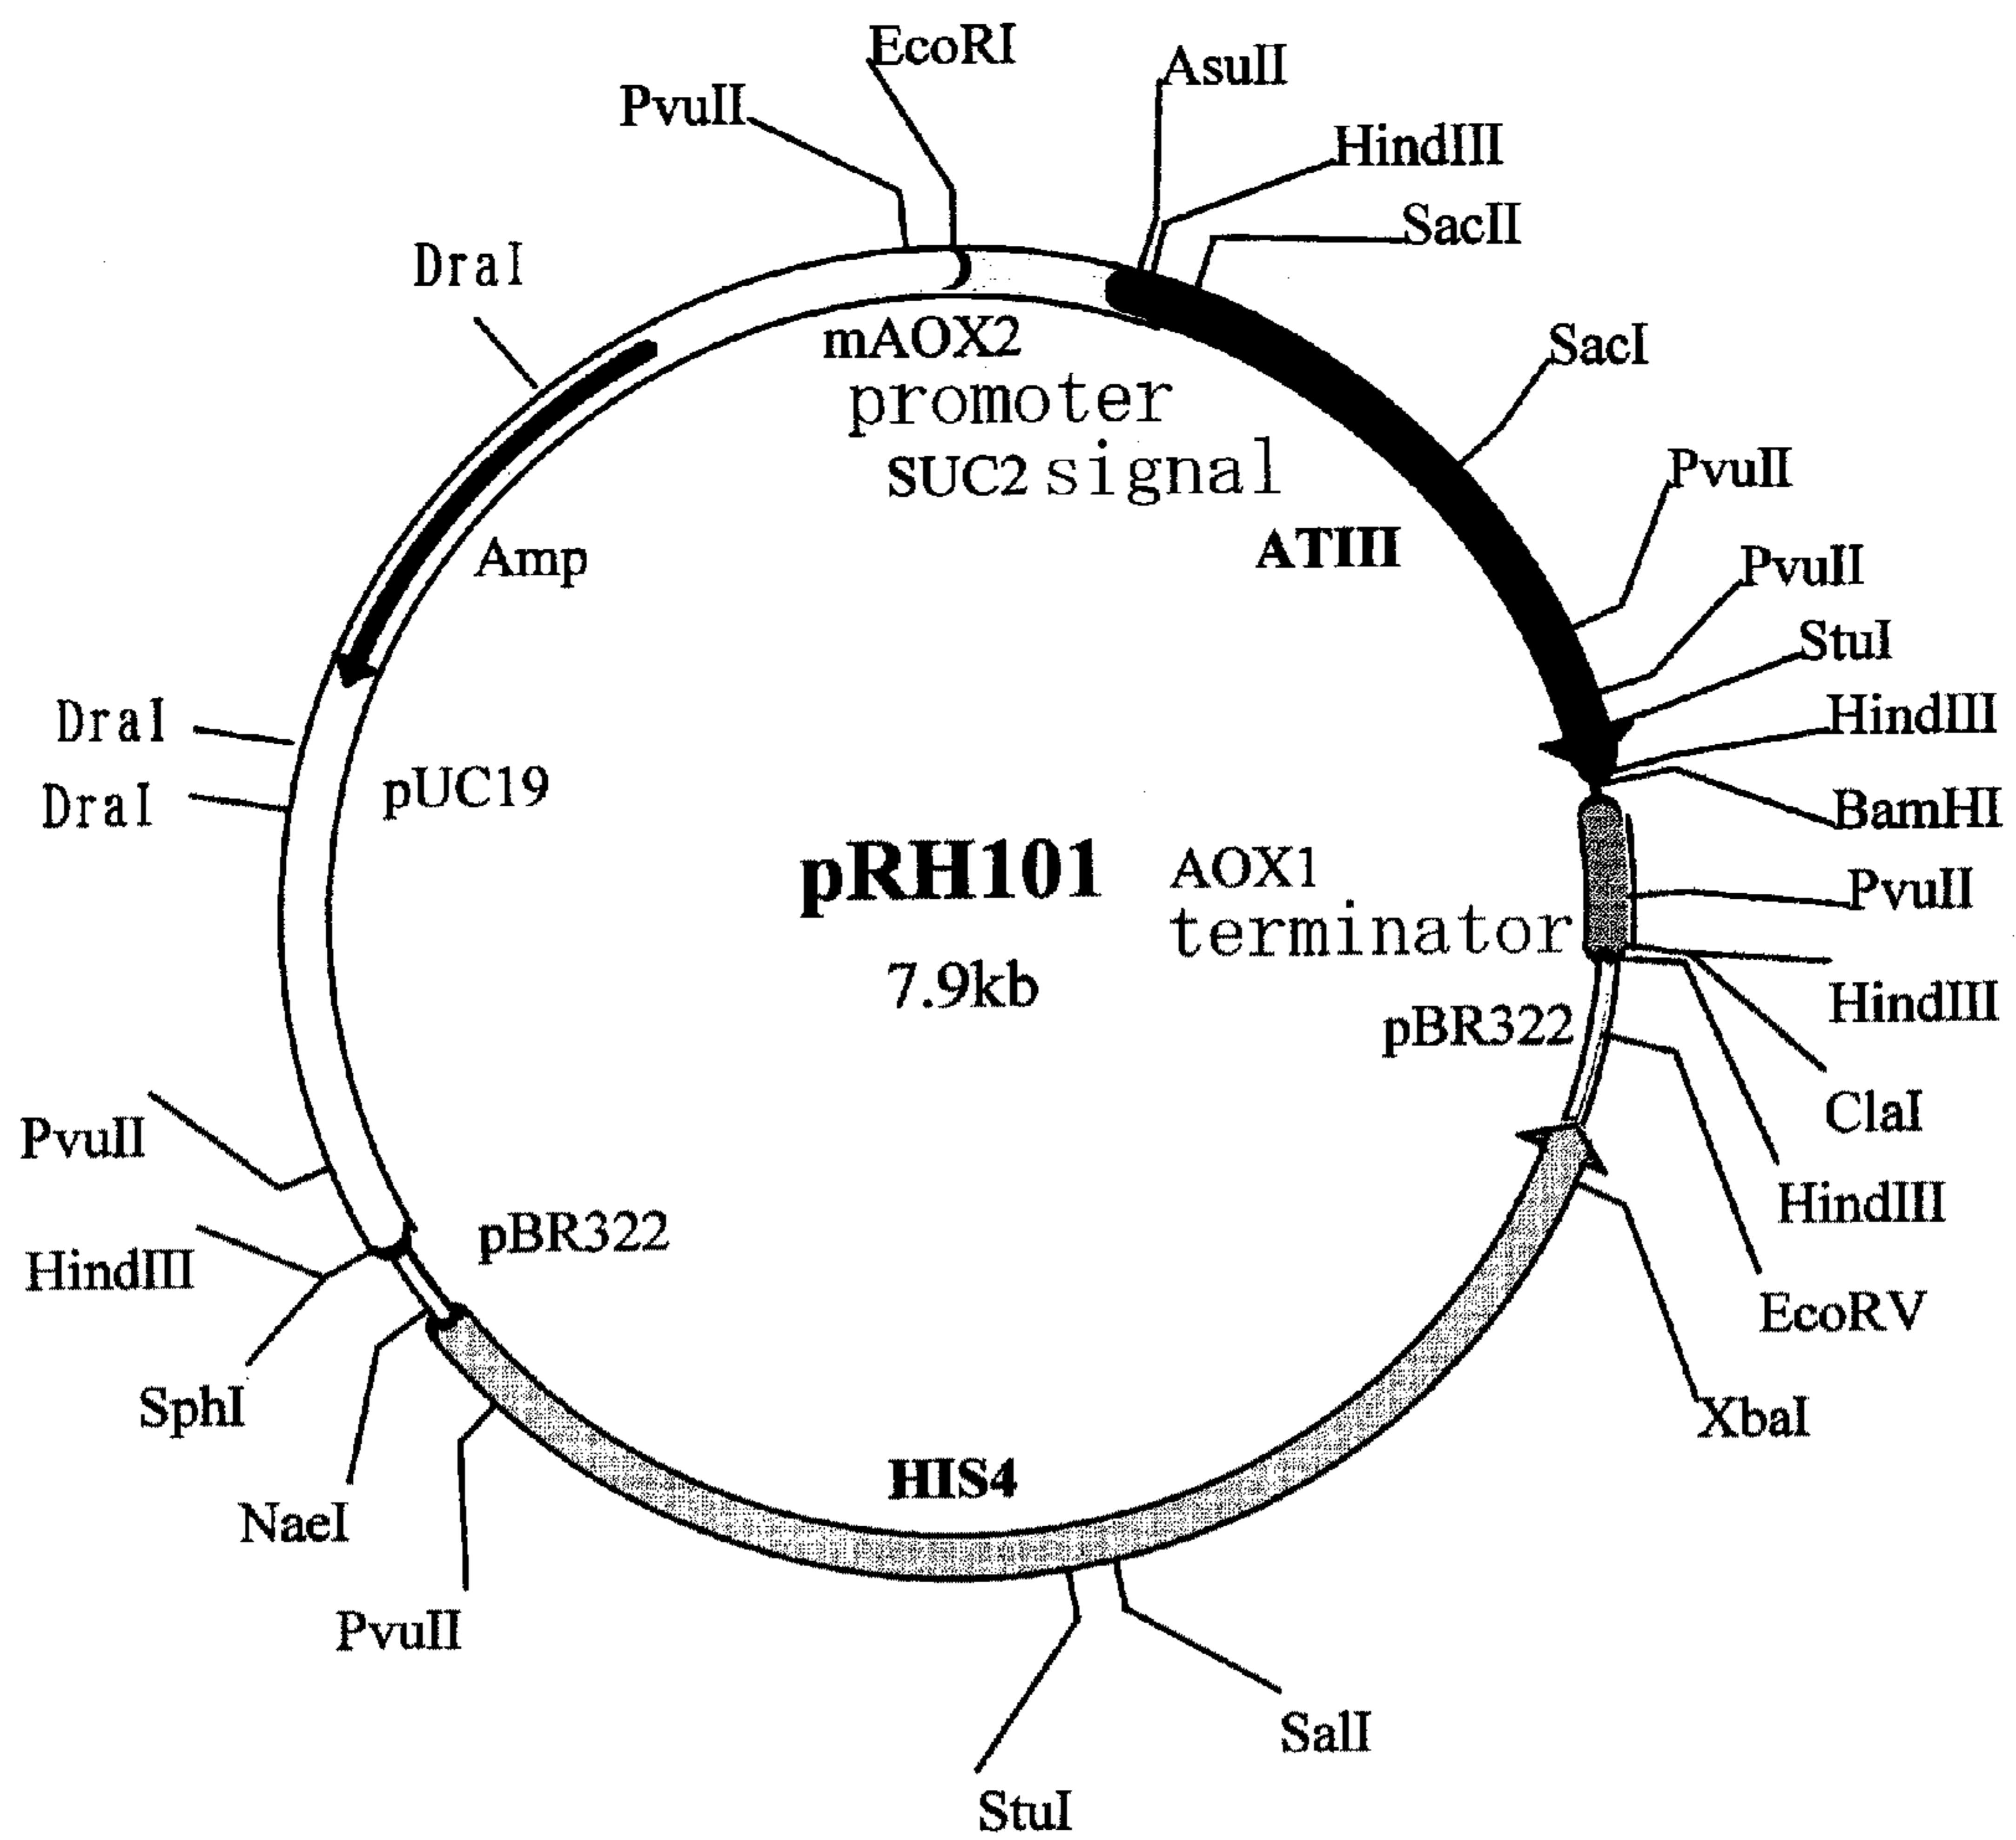 EcoRI
AsuII
PvuII
HindIII
SacII
DraI
mAOX2
promoter
SUC2 signal
SacI
PvuII
ATIII
Amp
PvuII
StuI
HindIII
DraI
pUC19
DraI
BamHI
pRH101
AOX1
terminator
PvuII
7.9kb
HindIII
pBR322
ClaI
PvuII
HindIII
pBR322
HindIII
EcoRV
SphI
XbaI
HIS4
NaeI
PvuII
SalI
StuI